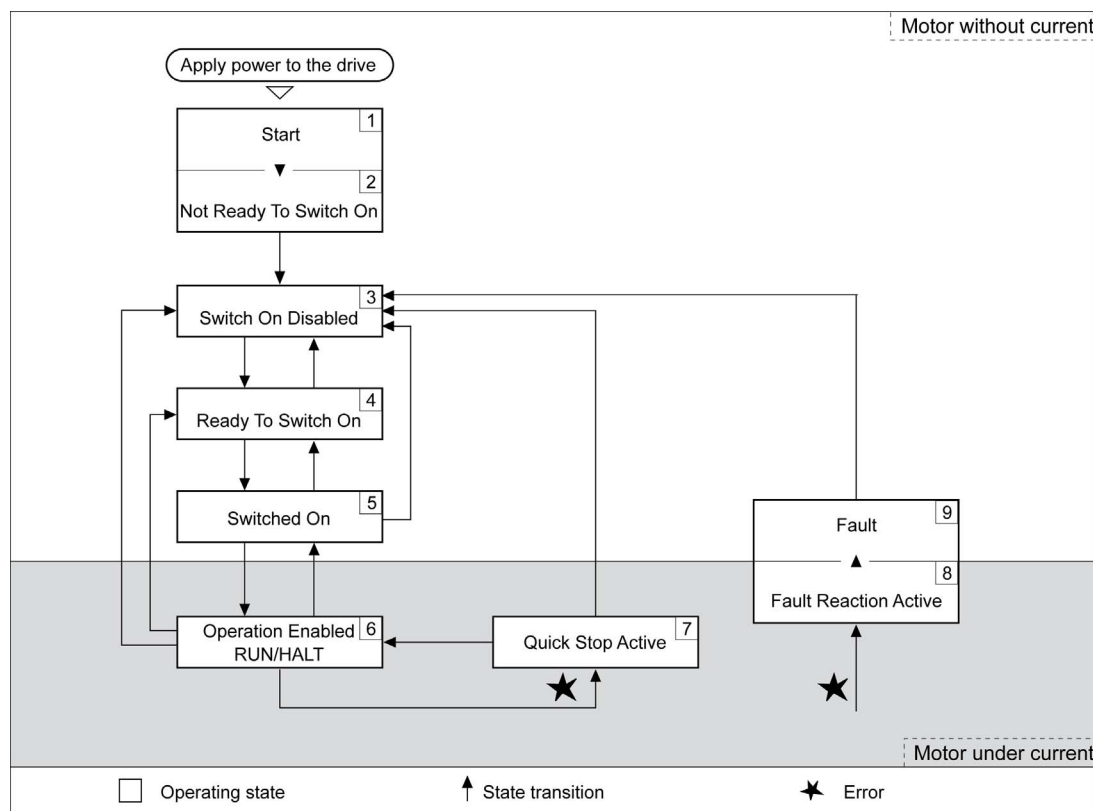 Motor without current
Apply power to the drive
1
Start
2
Not Ready To Switch On
3
Switch On Disabled
4
Ready To Switch On
5
Switched On
9
Fault
8
Fault Reaction Active
6
Operation Enabled
RUN/HALT
7
Quick Stop Active
Motor under current
Operating state
State transition
Error